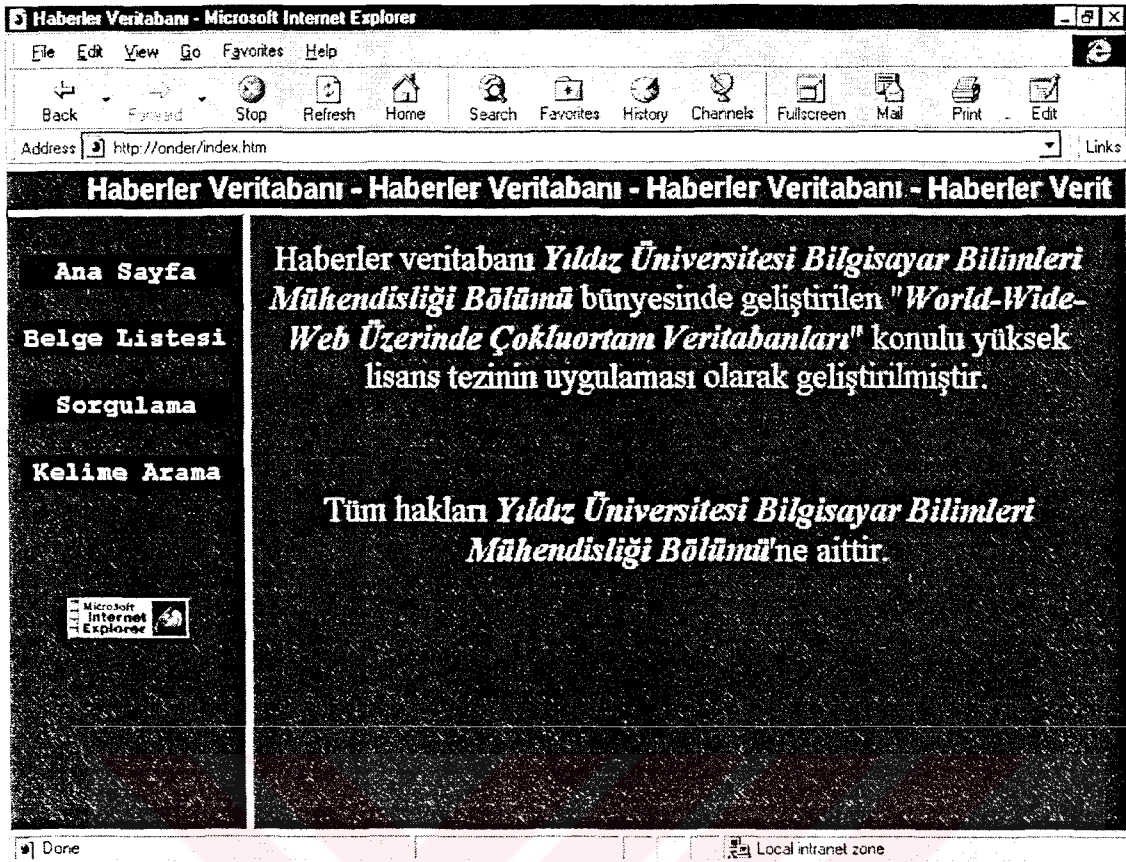 Haberler Veritabanı - Microsoft Internet Explorer
File Edit View Go Favorites Help
Back Forward Stop Refresh Home Search Favorites History Channels Fullscreen Mail Print Edit
Address http://onder/index.htm Links
Haberler Veritabanı - Haberler Veritabanı - Haberler Veritabanı - Haberler Verit
Ana Sayfa
Belge Listesi
Sorgulama
Kelime Arama
Microsoft
Internet
Explorer
Haberler veritabanı Yıldız Üniversitesi Bilgisayar Bilimleri
Mühendisliği Bölümü bünyesinde geliştirilen "World-Wide-
Web Üzerinde Çokluortam Veritabanları" konulu yüksek
lisans tezinin uygulaması olarak geliştirilmiştir.
Tüm hakları Yıldız Üniversitesi Bilgisayar Bilimleri
Mühendisliği Bölümü'ne aittir.
Done Local intranet zone